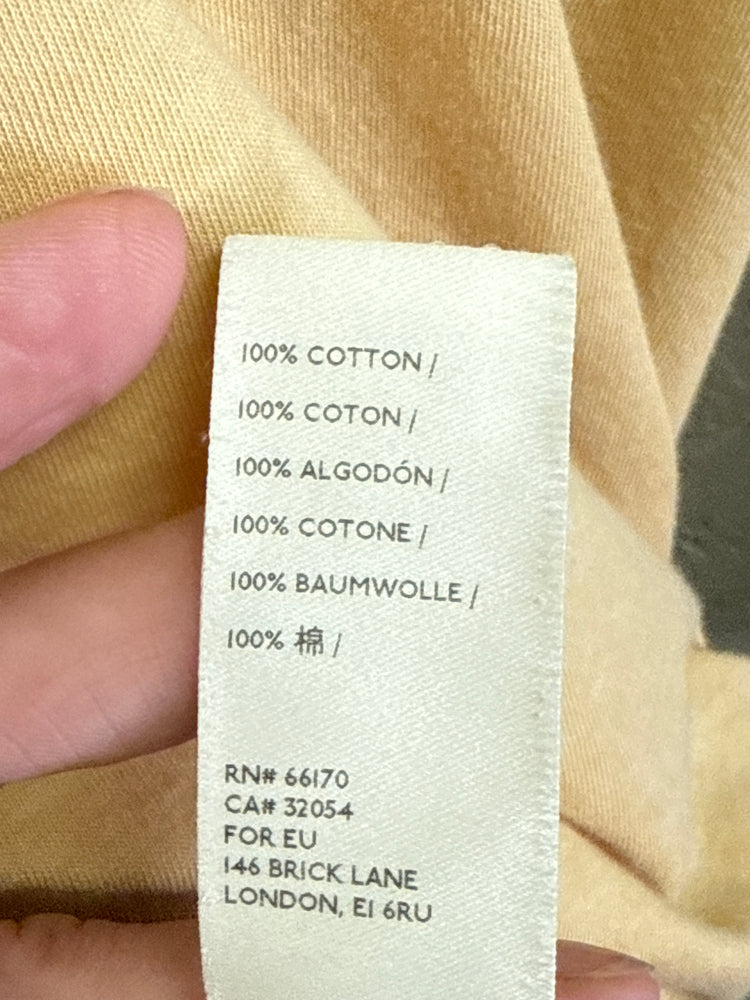 100% COTTON /
100% COTON /
100% ALGODÓN /
100% COTONE /
100% BAUMWOLLE /
100% 棉 /
RN# 66170
CA# 32054
FOR EU
146 BRICK LANE
LONDON, E1 6RU